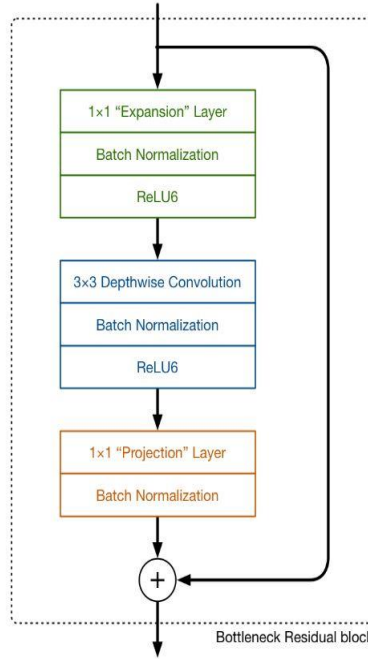 1×1 “Expansion” Layer
Batch Normalization
ReLU6
3×3 Depthwise Convolution
Batch Normalization
ReLU6
1×1 “Projection” Layer
Batch Normalization
+
Bottleneck Residual block